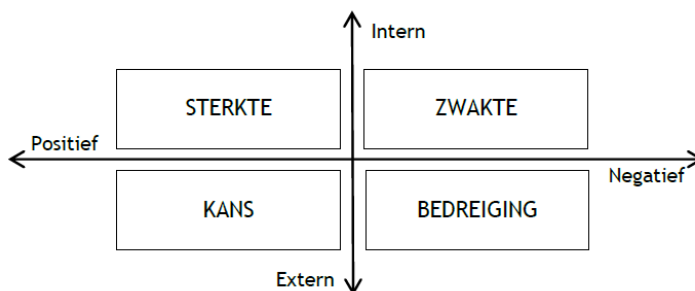 Intern
STERKTE
ZWAKTE
Positief
Negatief
KANS
BEDREIGING
Extern